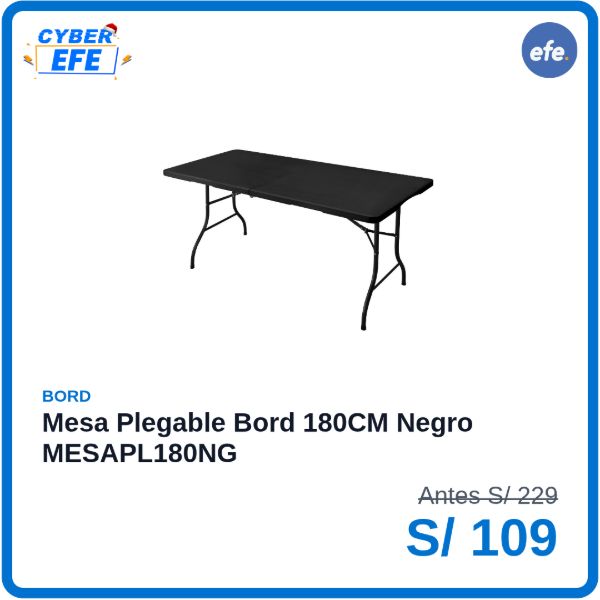 CYBER
EFE
efe.
BORD
Mesa Plegable Bord 180CM Negro
MESAPL180NG
Antes S/ 229
S/ 109